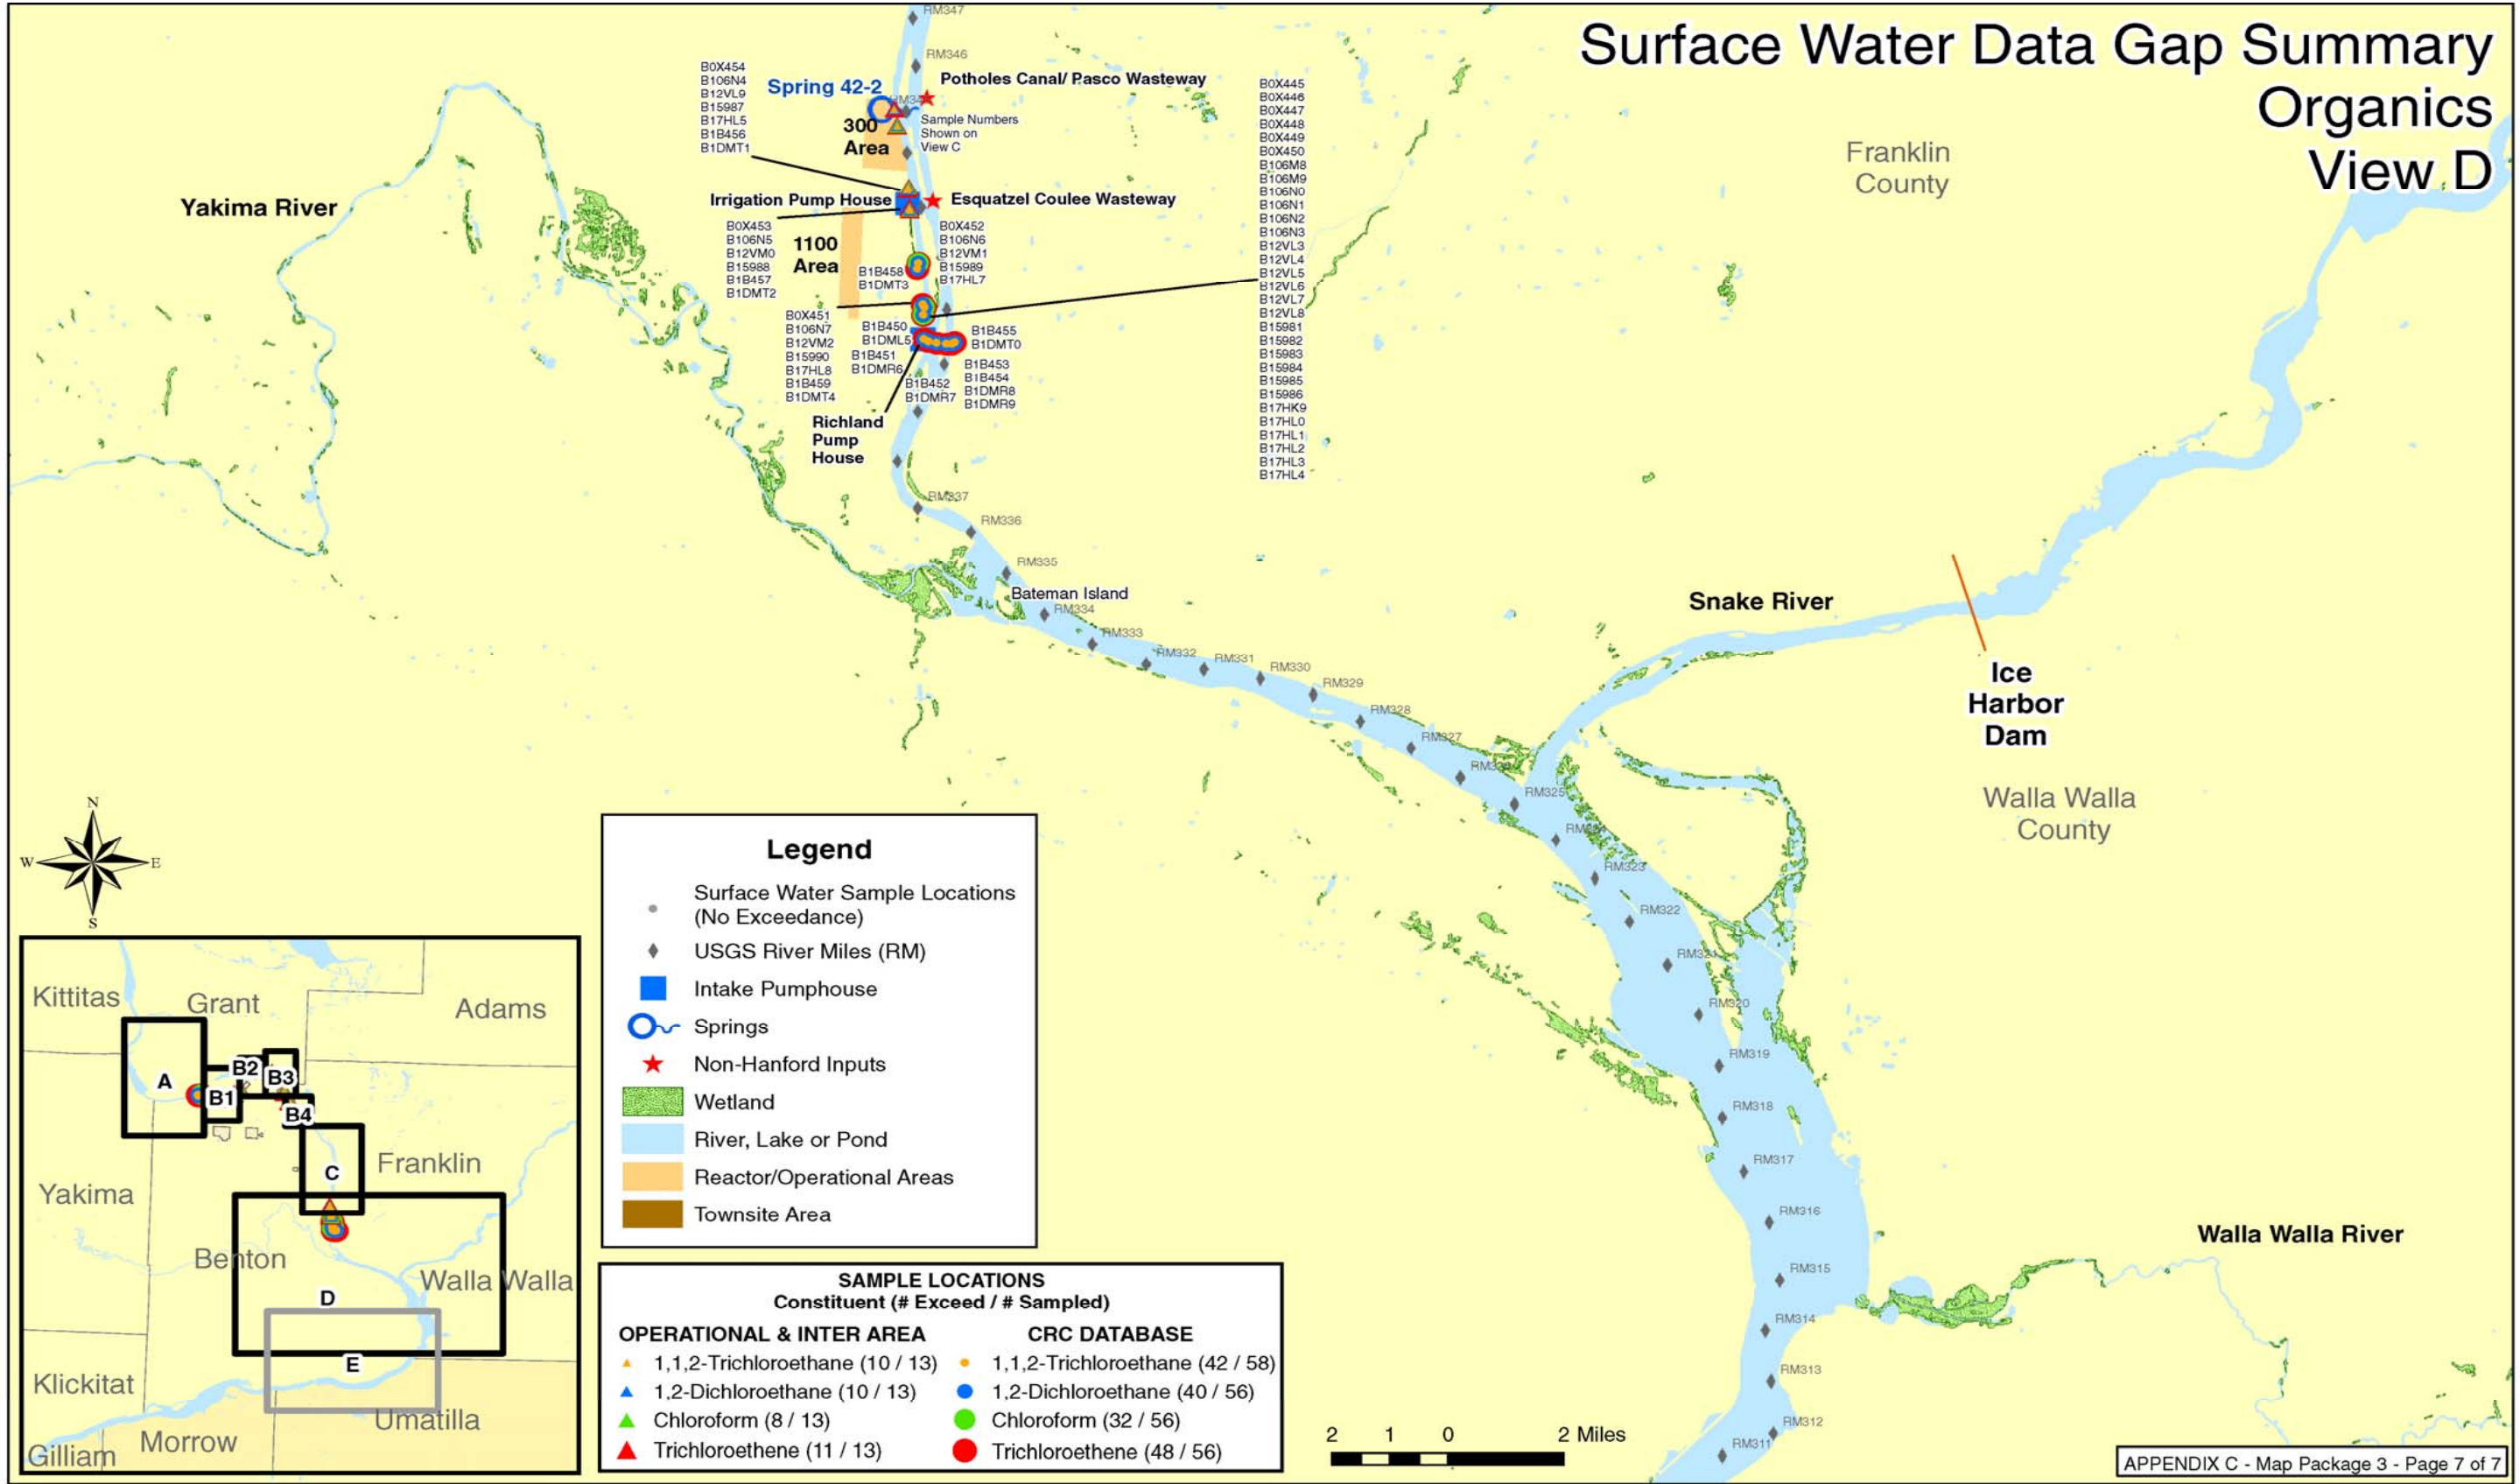 Surface Water Data Gap Summary
Organics
View D
RM347
RM346
Potholes Canal/ Pasco Wasteway
Spring 42-2
B0X454
B106N4
B12VL9
B15987
B17HL5
B1B456
B1DMT1
300
Area
Sample Numbers
Shown on
View C
Irrigation Pump House
Esquatzel Coulee Wasteway
Yakima River
Franklin
County
B0X453
B106N5
B12VM0
B15988
B1B457
B1DMT2
1100
Area
B1B458
B1DMT3
B0X452
B106N6
B12VM1
B15989
B17HL7
B0X445
B0X446
B0X447
B0X448
B0X449
B0X450
B106M8
B106M9
B106N0
B106N1
B106N2
B106N3
B12VL3
B12VL4
B12VL5
B12VL6
B12VL7
B12VL8
B15981
B15982
B15983
B15984
B15985
B15986
B17HK9
B17HL0
B17HL1
B17HL2
B17HL3
B17HL4
B0X451
B106N7
B12VM2
B15990
B17HL8
B1B459
B1DMT4
B1B450
B1DML5
B1B451
B1DMR6
B1B455
B1DMT0
B1B452
B1DMR7
B1B453
B1B454
B1DMR8
B1DMR9
Richland
Pump
House
RM337
RM336
RM335
Bateman Island
RM334
RM333
RM332
RM331
RM330
RM329
RM328
RM327
RM325
RM323
RM322
RM321
RM320
RM319
RM318
RM317
RM316
RM315
RM314
RM313
RM312
RM311
Snake River
Ice
Harbor
Dam
Walla Walla
County
Walla Walla River
N
W
E
S
Legend
Surface Water Sample Locations
(No Exceedance)
USGS River Miles (RM)
Intake Pumphouse
Springs
Non-Hanford Inputs
Wetland
River, Lake or Pond
Reactor/Operational Areas
Townsite Area
Kittitas
Grant
Adams
A
B2
B3
B1
B4
C
Franklin
Yakima
Benton
Walla Walla
D
E
Klickitat
Umatilla
Morrow
Gilliam
SAMPLE LOCATIONS
Constituent (# Exceed / # Sampled)
OPERATIONAL & INTER AREA
1,1,2-Trichloroethane (10 / 13)
1,2-Dichloroethane (10 / 13)
Chloroform (8 / 13)
Trichloroethene (11 / 13)
CRC DATABASE
1,1,2-Trichloroethane (42 / 58)
1,2-Dichloroethane (40 / 56)
Chloroform (32 / 56)
Trichloroethene (48 / 56)
2 1 0 2 Miles
APPENDIX C - Map Package 3 - Page 7 of 7